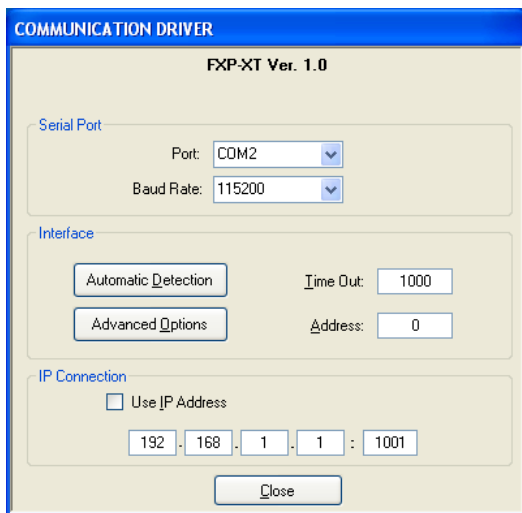 COMMUNICATION DRIVER
FXP-XT Ver. 1.0
Serial Port
Port: COM2
Baud Rate: 115200
Interface
Automatic Detection Time Out: 1000
Advanced Options Address: 0
IP Connection
Use IP Address
192 . 168 . 1 . 1 : 1001
Close